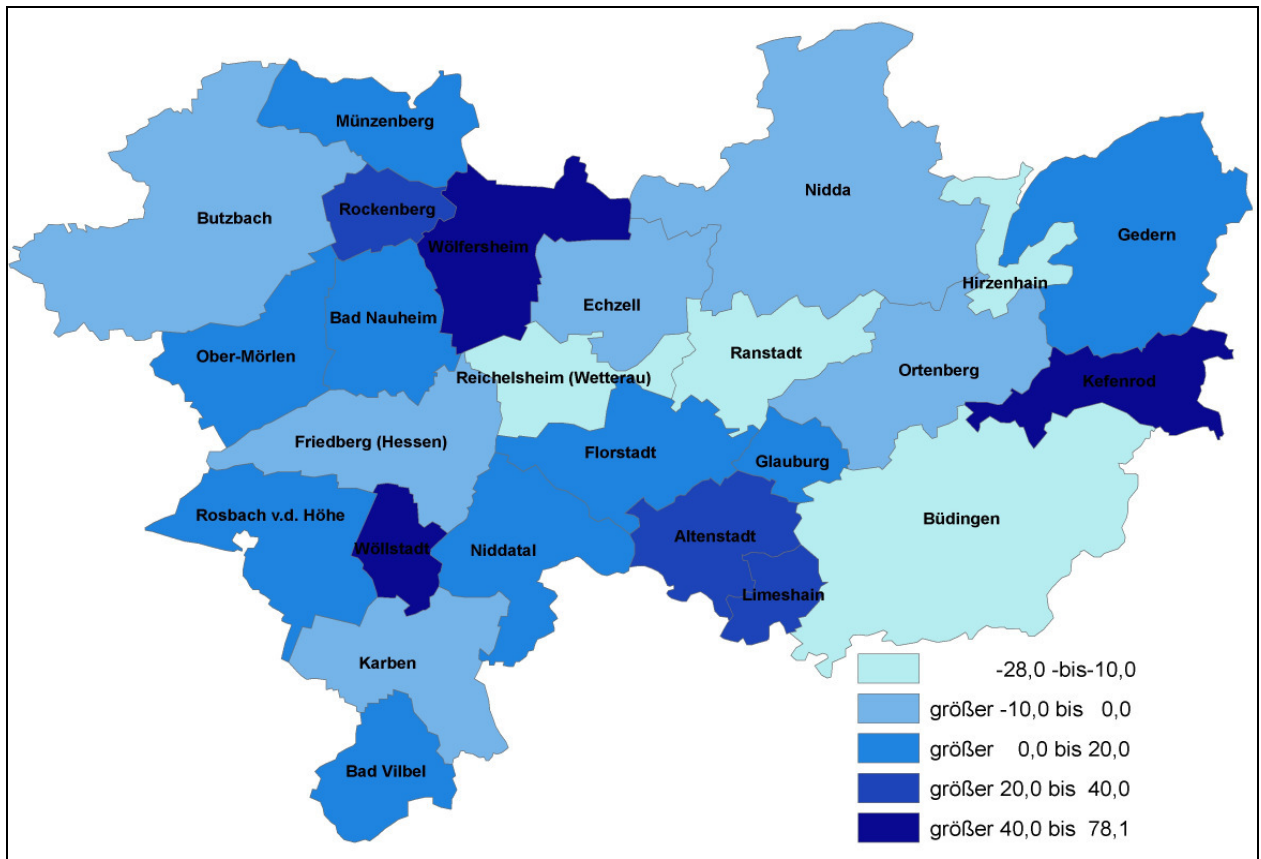 Münzenberg
Nidda
Rockenberg
Butzbach
Gedern
Wölfersheim
Hirzenhain
Echzell
Bad Nauheim
Ranstadt
Ober-Mörlen
Ortenberg
Reichelsheim (Wetterau)
Kefenrod
Friedberg (Hessen)
Florstadt
Glauburg
Rosbach v.d. Höhe
Büdingen
Altenstadt
Wöllstadt
Niddatal
Limeshain
Karben
Bad Vilbel
-28,0 -bis-10,0
größer -10,0 bis 0,0
größer 0,0 bis 20,0
größer 20,0 bis 40,0
größer 40,0 bis 78,1